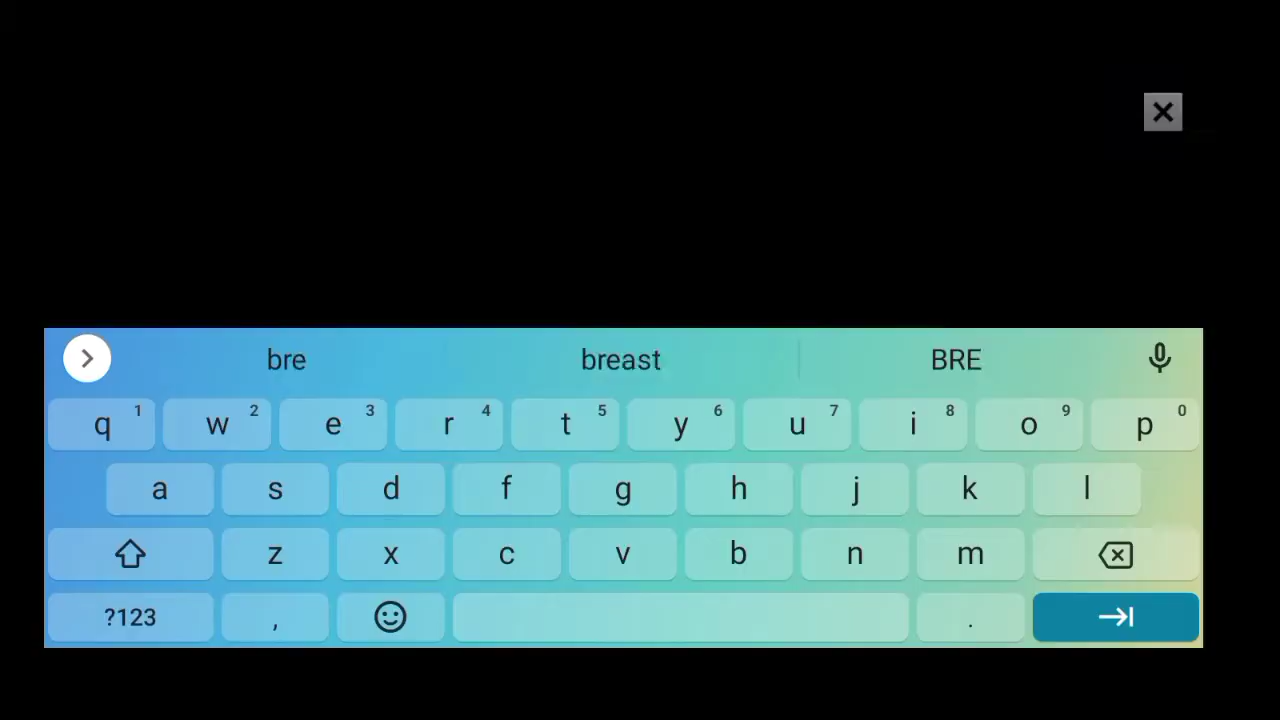 bre breast BRE
q 1 w 2 e 3 r 4 t 5 y 6 u 7 i 8 o 9 p 0
a s d f g h j k l
z x c v b n m
?123 , .